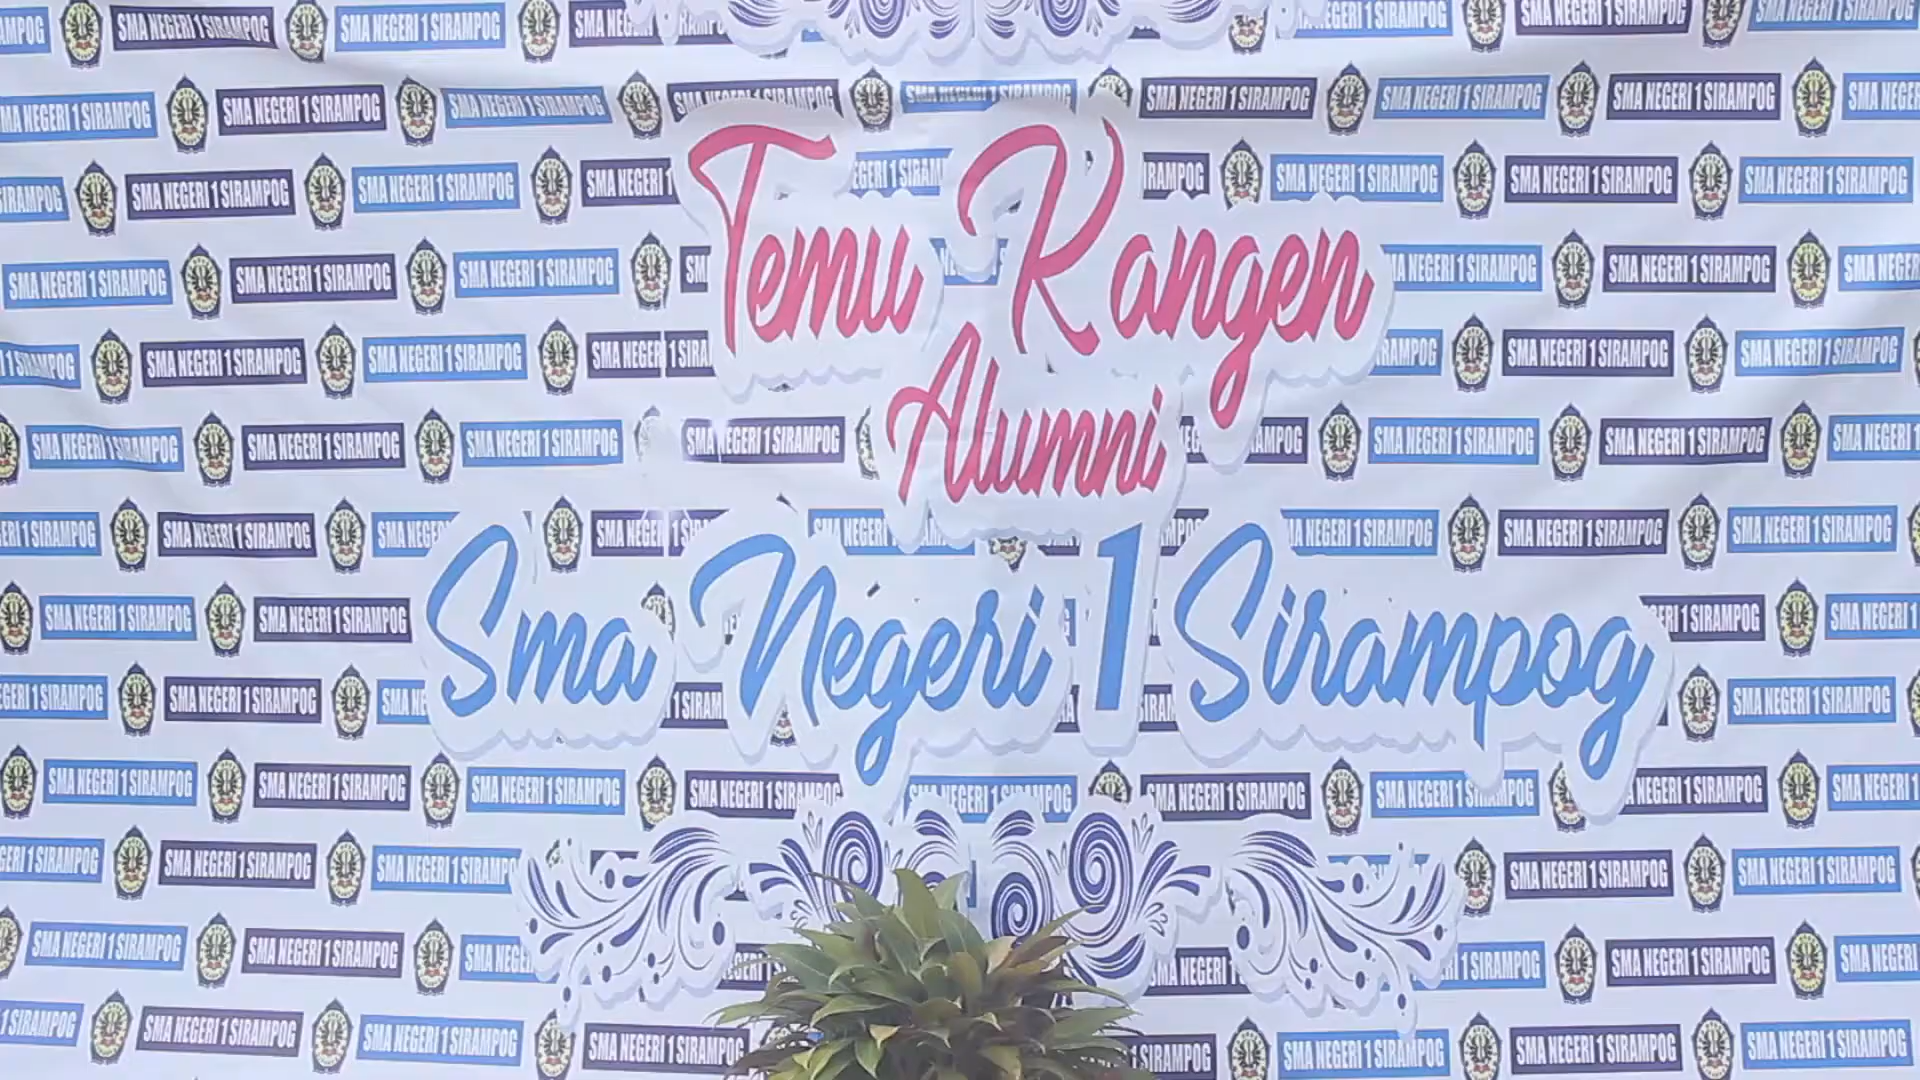 Temu Kangen
Alumni
Sma Negeri 1 Sirampog
SMA NEGERI 1 SIRAMPOG